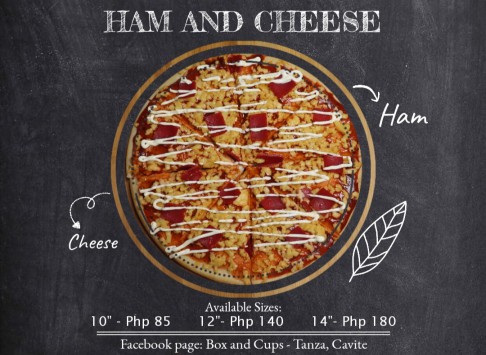 HAM AND CHEESE
Ham
Cheese
Available Sizes:
10" - Php 85 12"- Php 140 14"- Php 180
Facebook page: Box and Cups - Tanza, Cavite